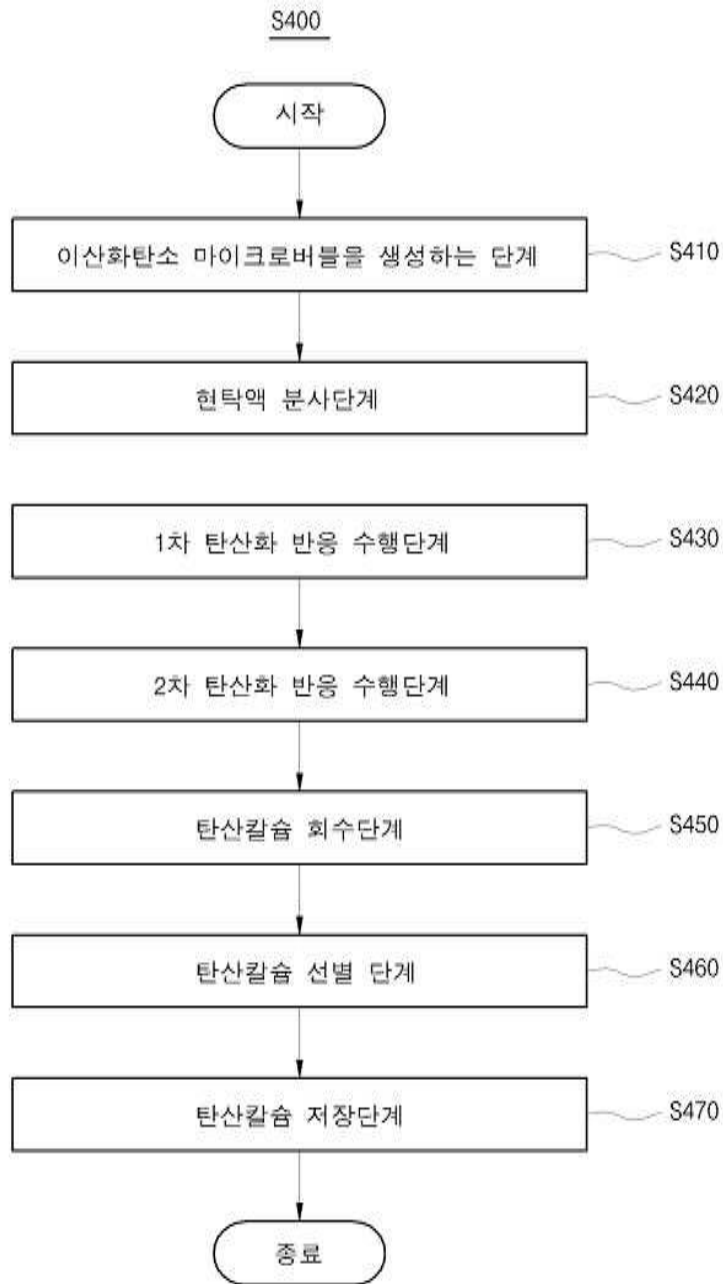 S400
시작
이산화탄소 마이크로버블을 생성하는 단계
S410
현탁액 분사단계
S420
1차 탄산화 반응 수행단계
S430
2차 탄산화 반응 수행단계
S440
탄산칼슘 회수단계
S450
탄산칼슘 선별 단계
S460
탄산칼슘 저장단계
S470
종료